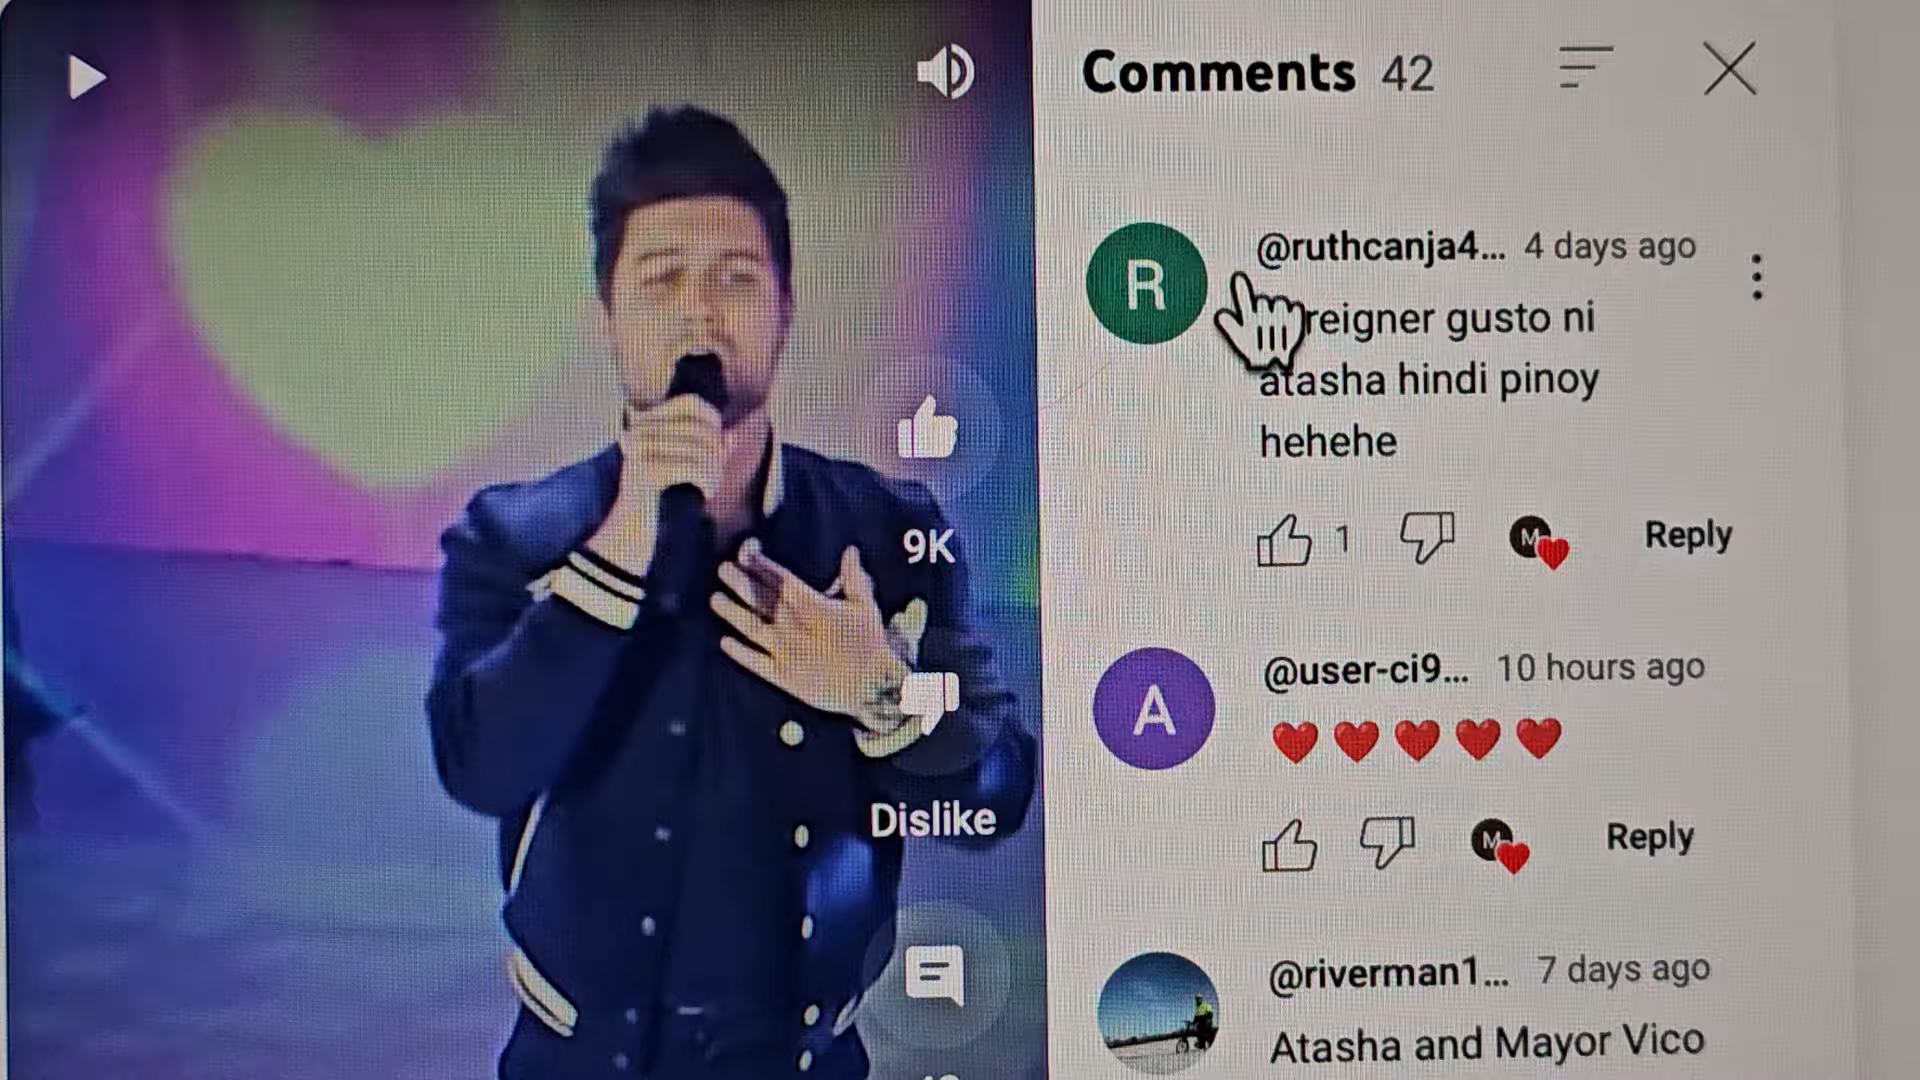 Comments 42
R
@ruthcanja4... 4 days ago
gusto ni
atasha hindi pinoy
hehehe
1
M
Reply
9K
A
@user-ci9... 10 hours ago
❤️❤️❤️❤️❤️
M
Reply
Dislike
@riverman1... 7 days ago
Atasha and Mayor Vico